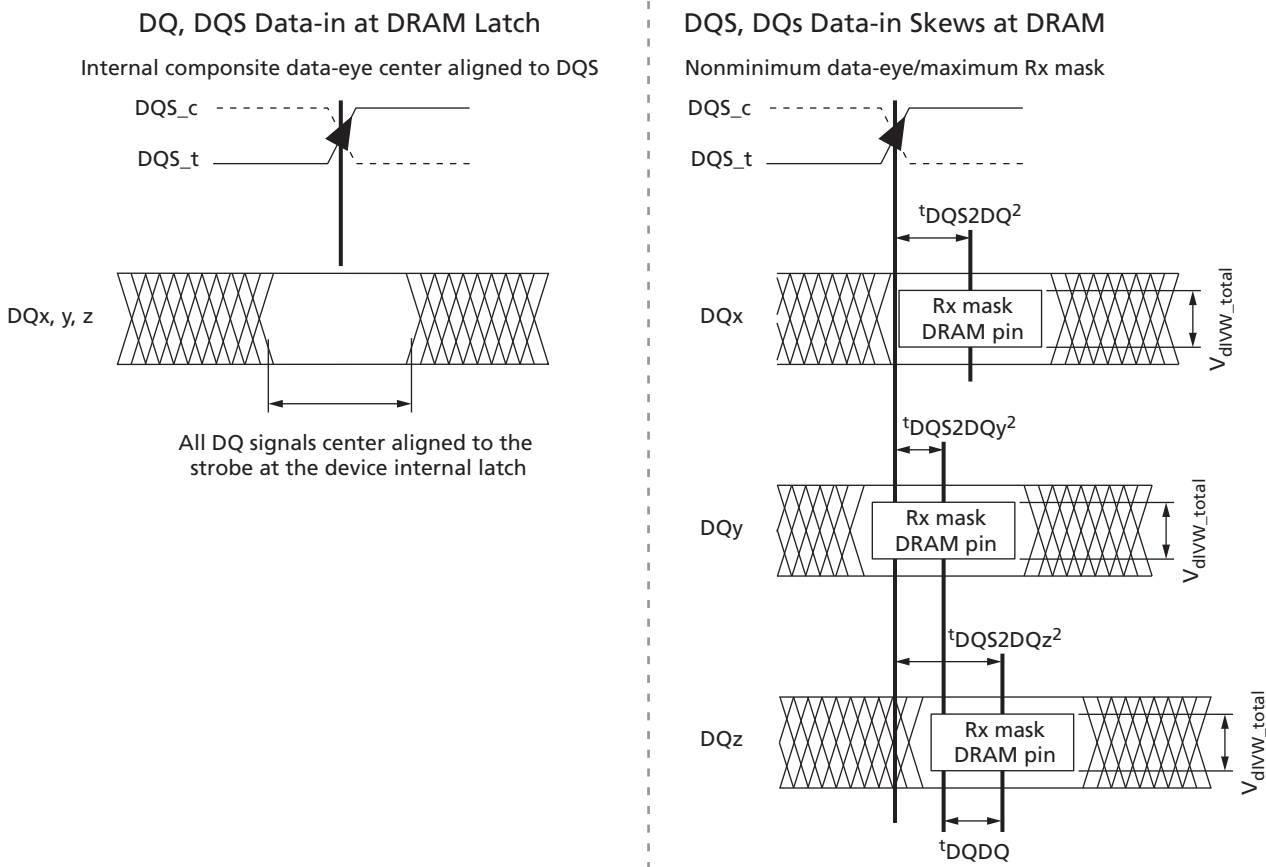 DQ, DQS Data-in at DRAM Latch
Internal componsite data-eye center aligned to DQS
DQS_c
DQS_t
DQx, y, z
All DQ signals center aligned to the
strobe at the device internal latch
DQS, DQs Data-in Skews at DRAM
Nonminimum data-eye/maximum Rx mask
DQS_c
DQS_t
tDQS2DQ2
DQx
Rx mask
DRAM pin
VdIVW_total
tDQS2DQy2
DQy
Rx mask
DRAM pin
VdIVW_total
tDQS2DQz2
DQz
Rx mask
DRAM pin
VdIVW_total
tDQDQ